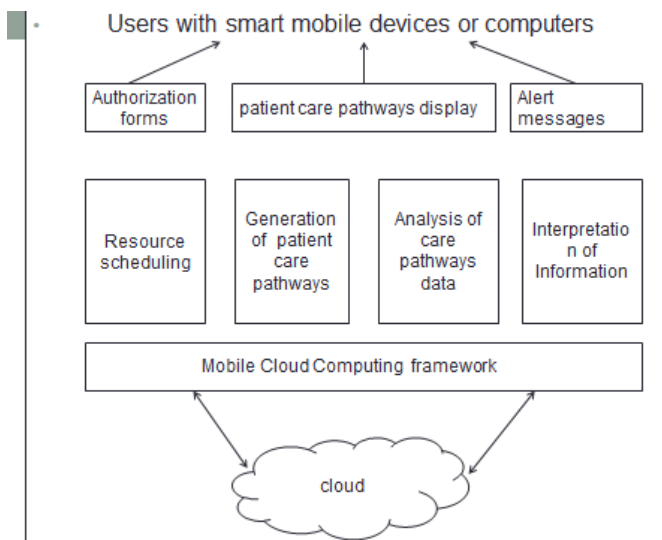 Users with smart mobile devices or computers
Authorization
forms
patient care pathways display
Alert
messages
Resource
scheduling
Generation
of patient
care
pathways
Analysis of
care
pathways
data
Interpretatio
n of
Information
Mobile Cloud Computing framework
cloud